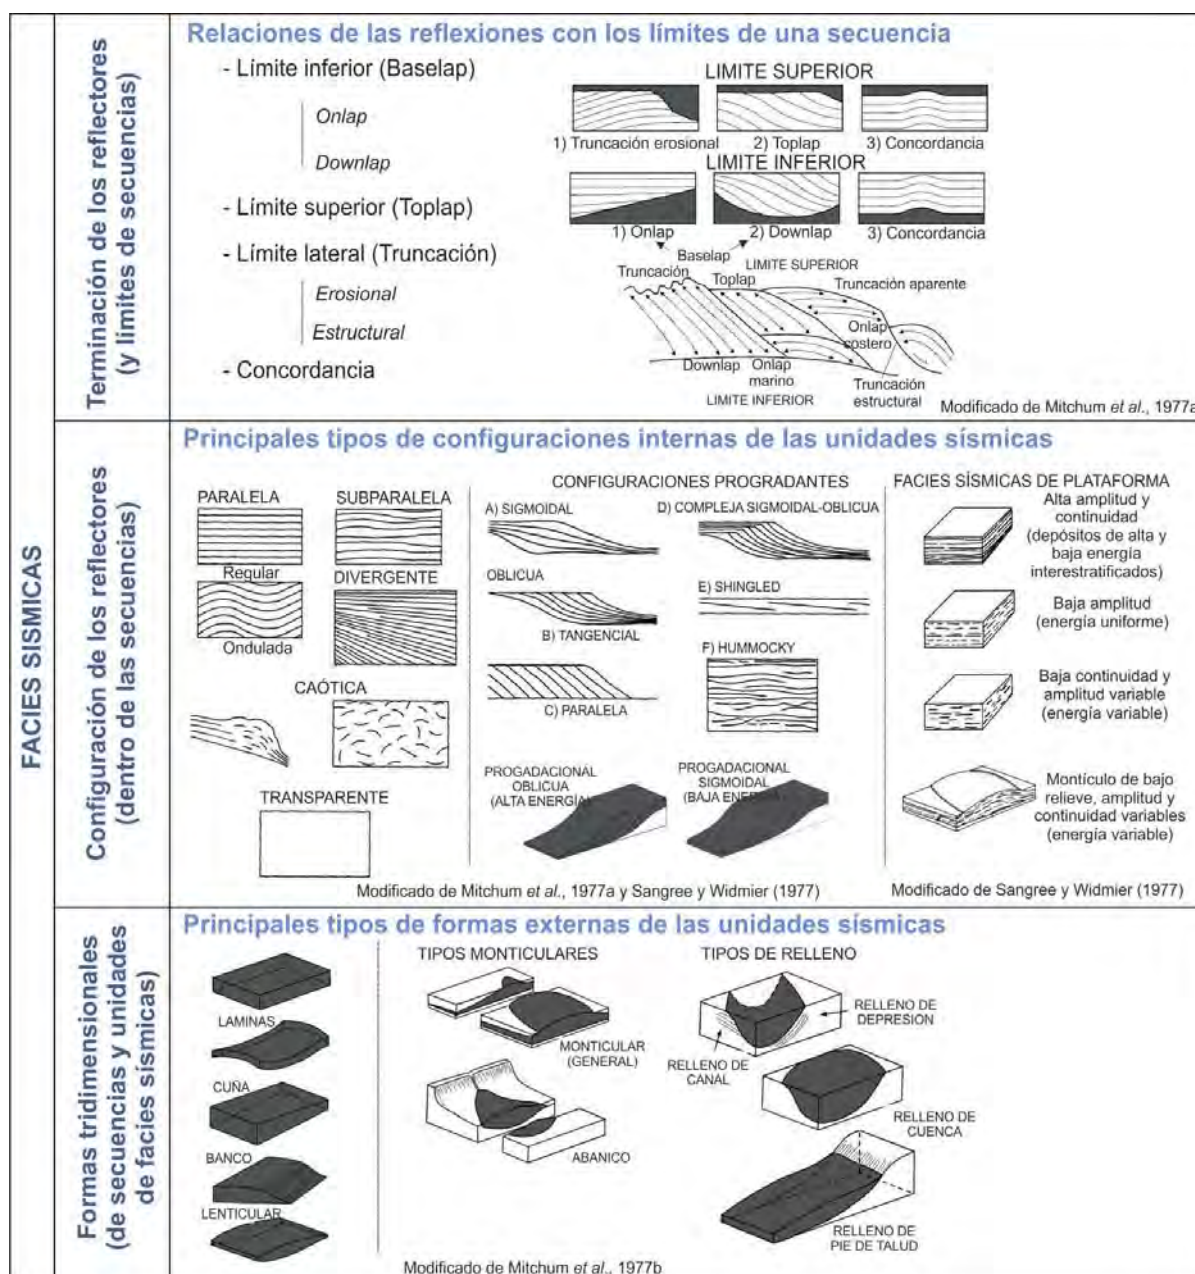 FACIES SISMICAS
Terminación de los reflectores
(y limites de secuencias)
Relaciones de las reflexiones con los límites de una secuencia
- Límite inferior (Baselap)
Onlap
Downlap
- Límite superior (Toplap)
- Límite lateral (Truncación)
Erosional
Estructural
- Concordancia
LIMITE SUPERIOR
1) Truncación erosional
2) Toplap
3) Concordancia
LIMITE INFERIOR
1) Onlap
2) Downlap
3) Concordancia
Baselap
Truncación
Toplap
LIMITE SUPERIOR
Truncación aparente
Onlap
costero
Downlap
Onlap
marino
Truncación
estructural
LIMITE INFERIOR
Modificado de Mitchum et al., 1977a
Configuración de los reflectores
(dentro de las secuencias)
Principales tipos de configuraciones internas de las unidades sísmicas
PARALELA
SUBPARALELA
Regular
DIVERGENTE
Ondulada
CAÓTICA
TRANSPARENTE
CONFIGURACIONES PROGRADANTES
A) SIGMOIDAL
D) COMPLEJA SIGMOIDAL-OBLICUA
OBLICUA
E) SHINGLED
B) TANGENCIAL
F) HUMMOCKY
C) PARALELA
PROGADACIONAL
OBLICUA
(ALTA ENERGÍA)
PROGADACIONAL
SIGMOIDAL
(BAJA ENERGÍA)
Modificado de Mitchum et al., 1977a y Sangree y Widmier (1977)
FACIES SÍSMICAS DE PLATAFORMA
Alta amplitud y
continuidad
(depósitos de alta y
baja energía
interestratificados)
Baja amplitud
(energía uniforme)
Baja continuidad y
amplitud variable
(energía variable)
Montículo de bajo
relieve, amplitud y
continuidad variables
(energía variable)
Modificado de Sangree y Widmier (1977)
Formas tridimensionales
(de secuencias y unidades
de facies sísmicas)
Principales tipos de formas externas de las unidades sísmicas
LAMINAS
CUÑA
BANCO
LENTICULAR
TIPOS MONTICULARES
MONTICULAR
(GENERAL)
ABANICO
TIPOS DE RELLENO
RELLENO DE
DEPRESION
RELLENO DE
CANAL
RELLENO DE
CUENCA
RELLENO DE
PIE DE TALUD
Modificado de Mitchum et al., 1977b